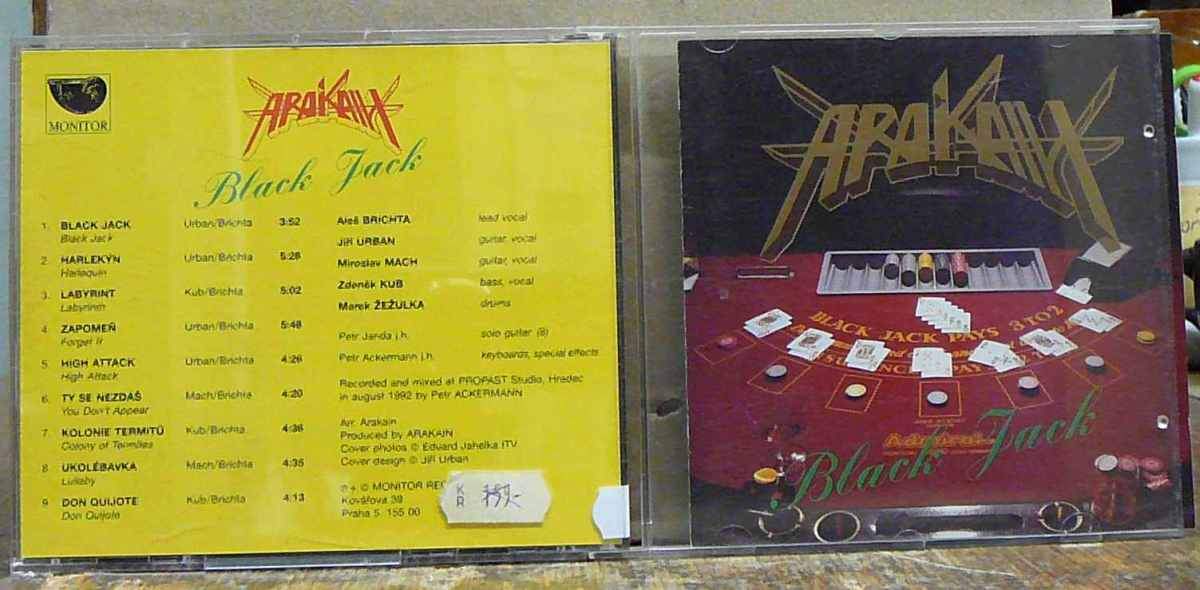 MONITOR
ARAKAIN
Black Jack
1. BLACK JACK Urban/Brichta 3:52
Black Jack
2. HARLEKÝN Urban/Brichta 5:26
Harlequin
3. LABYRINT Kub/Brichta 5:02
Labyrinth
4. ZAPOMEŇ Urban/Brichta 5:48
Forget It
5. HIGH ATTACK Urban/Brichta 4:26
High Attack
6. TY SE NEZDÁŠ Mach/Brichta 4:20
You Don't Appear
7. KOLONIE TERMITŮ Kub/Brichta 4:36
Colony of Termites
8. UKOLÉBAVKA Mach/Brichta 4:35
Lullaby
9. DON QUIJOTE Kub/Brichta 4:13
Don Quijote
Aleš BRICHTA lead vocal
Jiří URBAN guitar, vocal
Miroslav MACH guitar, vocal
Zdeněk KUB bass, vocal
Marek ŽEŽULKA drums
Petr Janda j.h. solo guitar (8)
Petr Ackermann j.h. keyboards, special effects
Recorded and mixed at PROPAST Studio, Hradec
in august 1992 by Petr ACKERMANN
Arr. Arakain
Produced by ARAKAIN
Cover photos © Eduard Jahelka ITV
Cover design © Jiří Urban
℗ + © MONITOR REC
Kovářova 39
Praha 5, 155 00
K
R
ARAKAIN
BLACK JACK PAYS 3 TO 2
Black Jack